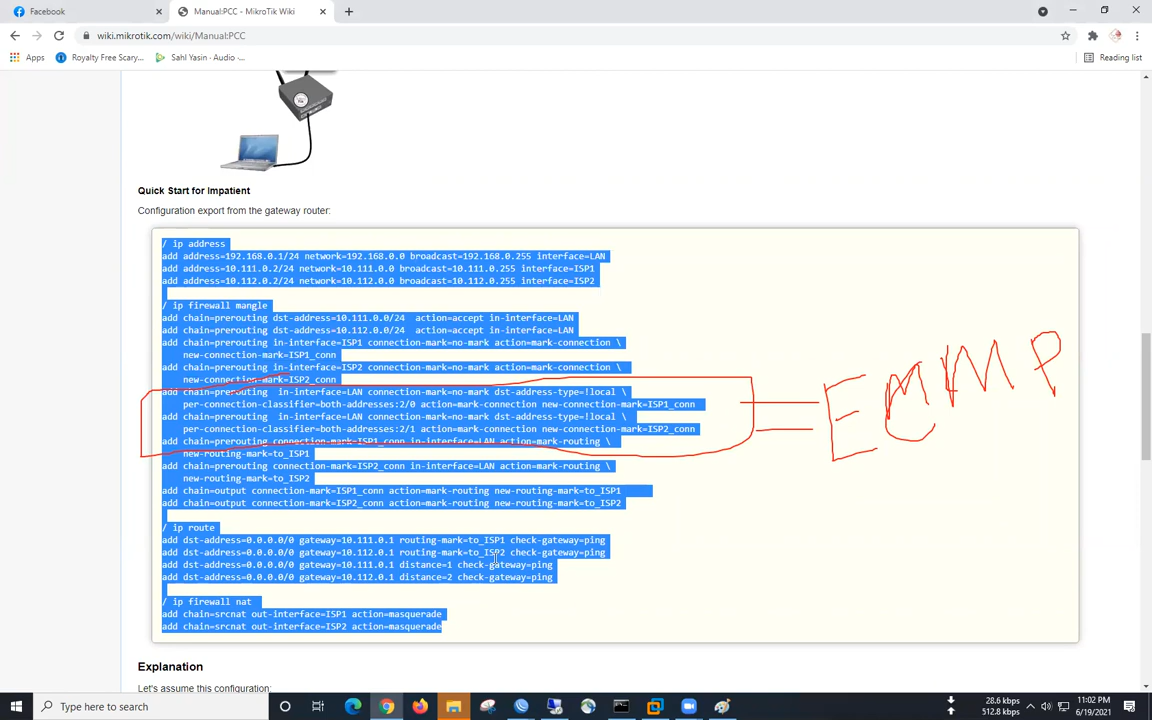 Facebook
Manual:PCC - MikroTik Wiki
wiki.mikrotik.com/wiki/Manual:PCC
Apps
Royalty Free Scary...
Sahl Yasin - Audio -...
Reading list
Quick Start for Impatient
Configuration export from the gateway router:
/ ip address
add address=192.168.0.1/24 network=192.168.0.0 broadcast=192.168.0.255 interface=LAN
add address=10.111.0.2/24 network=10.111.0.0 broadcast=10.111.0.255 interface=ISP1
add address=10.112.0.2/24 network=10.112.0.0 broadcast=10.112.0.255 interface=ISP2
/ ip firewall mangle
add chain=prerouting dst-address=10.111.0.0/24  action=accept in-interface=LAN
add chain=prerouting dst-address=10.112.0.0/24  action=accept in-interface=LAN
add chain=prerouting in-interface=ISP1 connection-mark=no-mark action=mark-connection \
new-connection-mark=ISP1_conn
add chain=prerouting in-interface=ISP2 connection-mark=no-mark action=mark-connection \
new-connection-mark=ISP2_conn
add chain=prerouting  in-interface=LAN connection-mark=no-mark dst-address-type=!local \
per-connection-classifier=both-addresses:2/0 action=mark-connection new-connection-mark=ISP1_conn
add chain=prerouting  in-interface=LAN connection-mark=no-mark dst-address-type=!local \
per-connection-classifier=both-addresses:2/1 action=mark-connection new-connection-mark=ISP2_conn
add chain=prerouting connection-mark=ISP1_conn in-interface=LAN action=mark-routing \
new-routing-mark=to_ISP1
add chain=prerouting connection-mark=ISP2_conn in-interface=LAN action=mark-routing \
new-routing-mark=to_ISP2
add chain=output connection-mark=ISP1_conn action=mark-routing new-routing-mark=to_ISP1
add chain=output connection-mark=ISP2_conn action=mark-routing new-routing-mark=to_ISP2
/ ip route
add dst-address=0.0.0.0/0 gateway=10.111.0.1 routing-mark=to_ISP1 check-gateway=ping
add dst-address=0.0.0.0/0 gateway=10.112.0.1 routing-mark=to_ISP2 check-gateway=ping
add dst-address=0.0.0.0/0 gateway=10.111.0.1 distance=1 check-gateway=ping
add dst-address=0.0.0.0/0 gateway=10.112.0.1 distance=2 check-gateway=ping
/ ip firewall nat
add chain=srcnat out-interface=ISP1 action=masquerade
add chain=srcnat out-interface=ISP2 action=masquerade
Explanation
Let's assume this configuration:
Type here to search
28.6 kbps
512.8 kbps
11:02 PM
6/19/2021